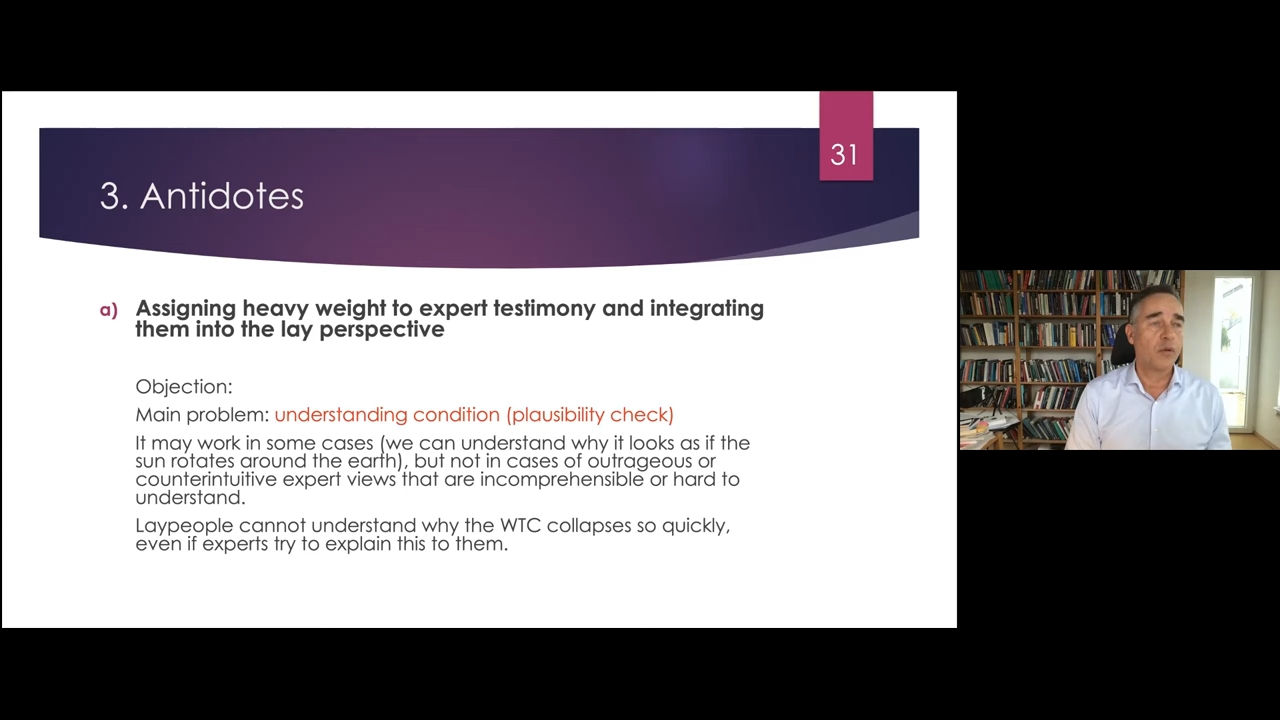 31
3. Antidotes
a) Assigning heavy weight to expert testimony and integrating
them into the lay perspective
Objection:
Main problem: understanding condition (plausibility check)
It may work in some cases (we can understand why it looks as if the
sun rotates around the earth), but not in cases of outrageous or
counterintuitive expert views that are incomprehensible or hard to
understand.
Laypeople cannot understand why the WTC collapses so quickly,
even if experts try to explain this to them.